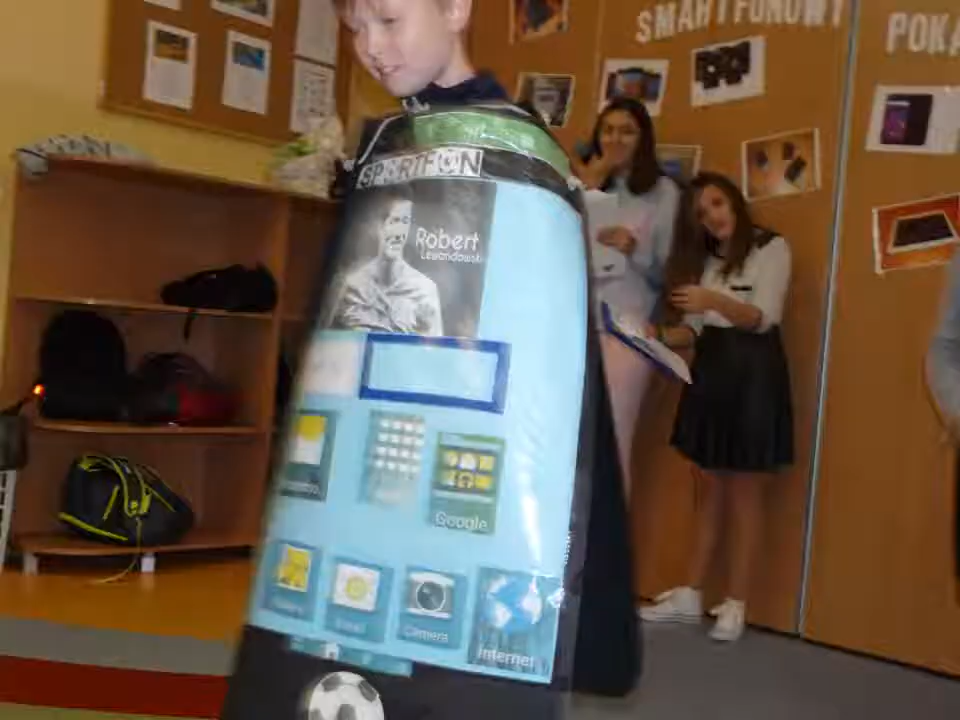 SMARTFONOWY
POKA
SPORTFON
Robert
Lewandowski
Google
Camera
Internet